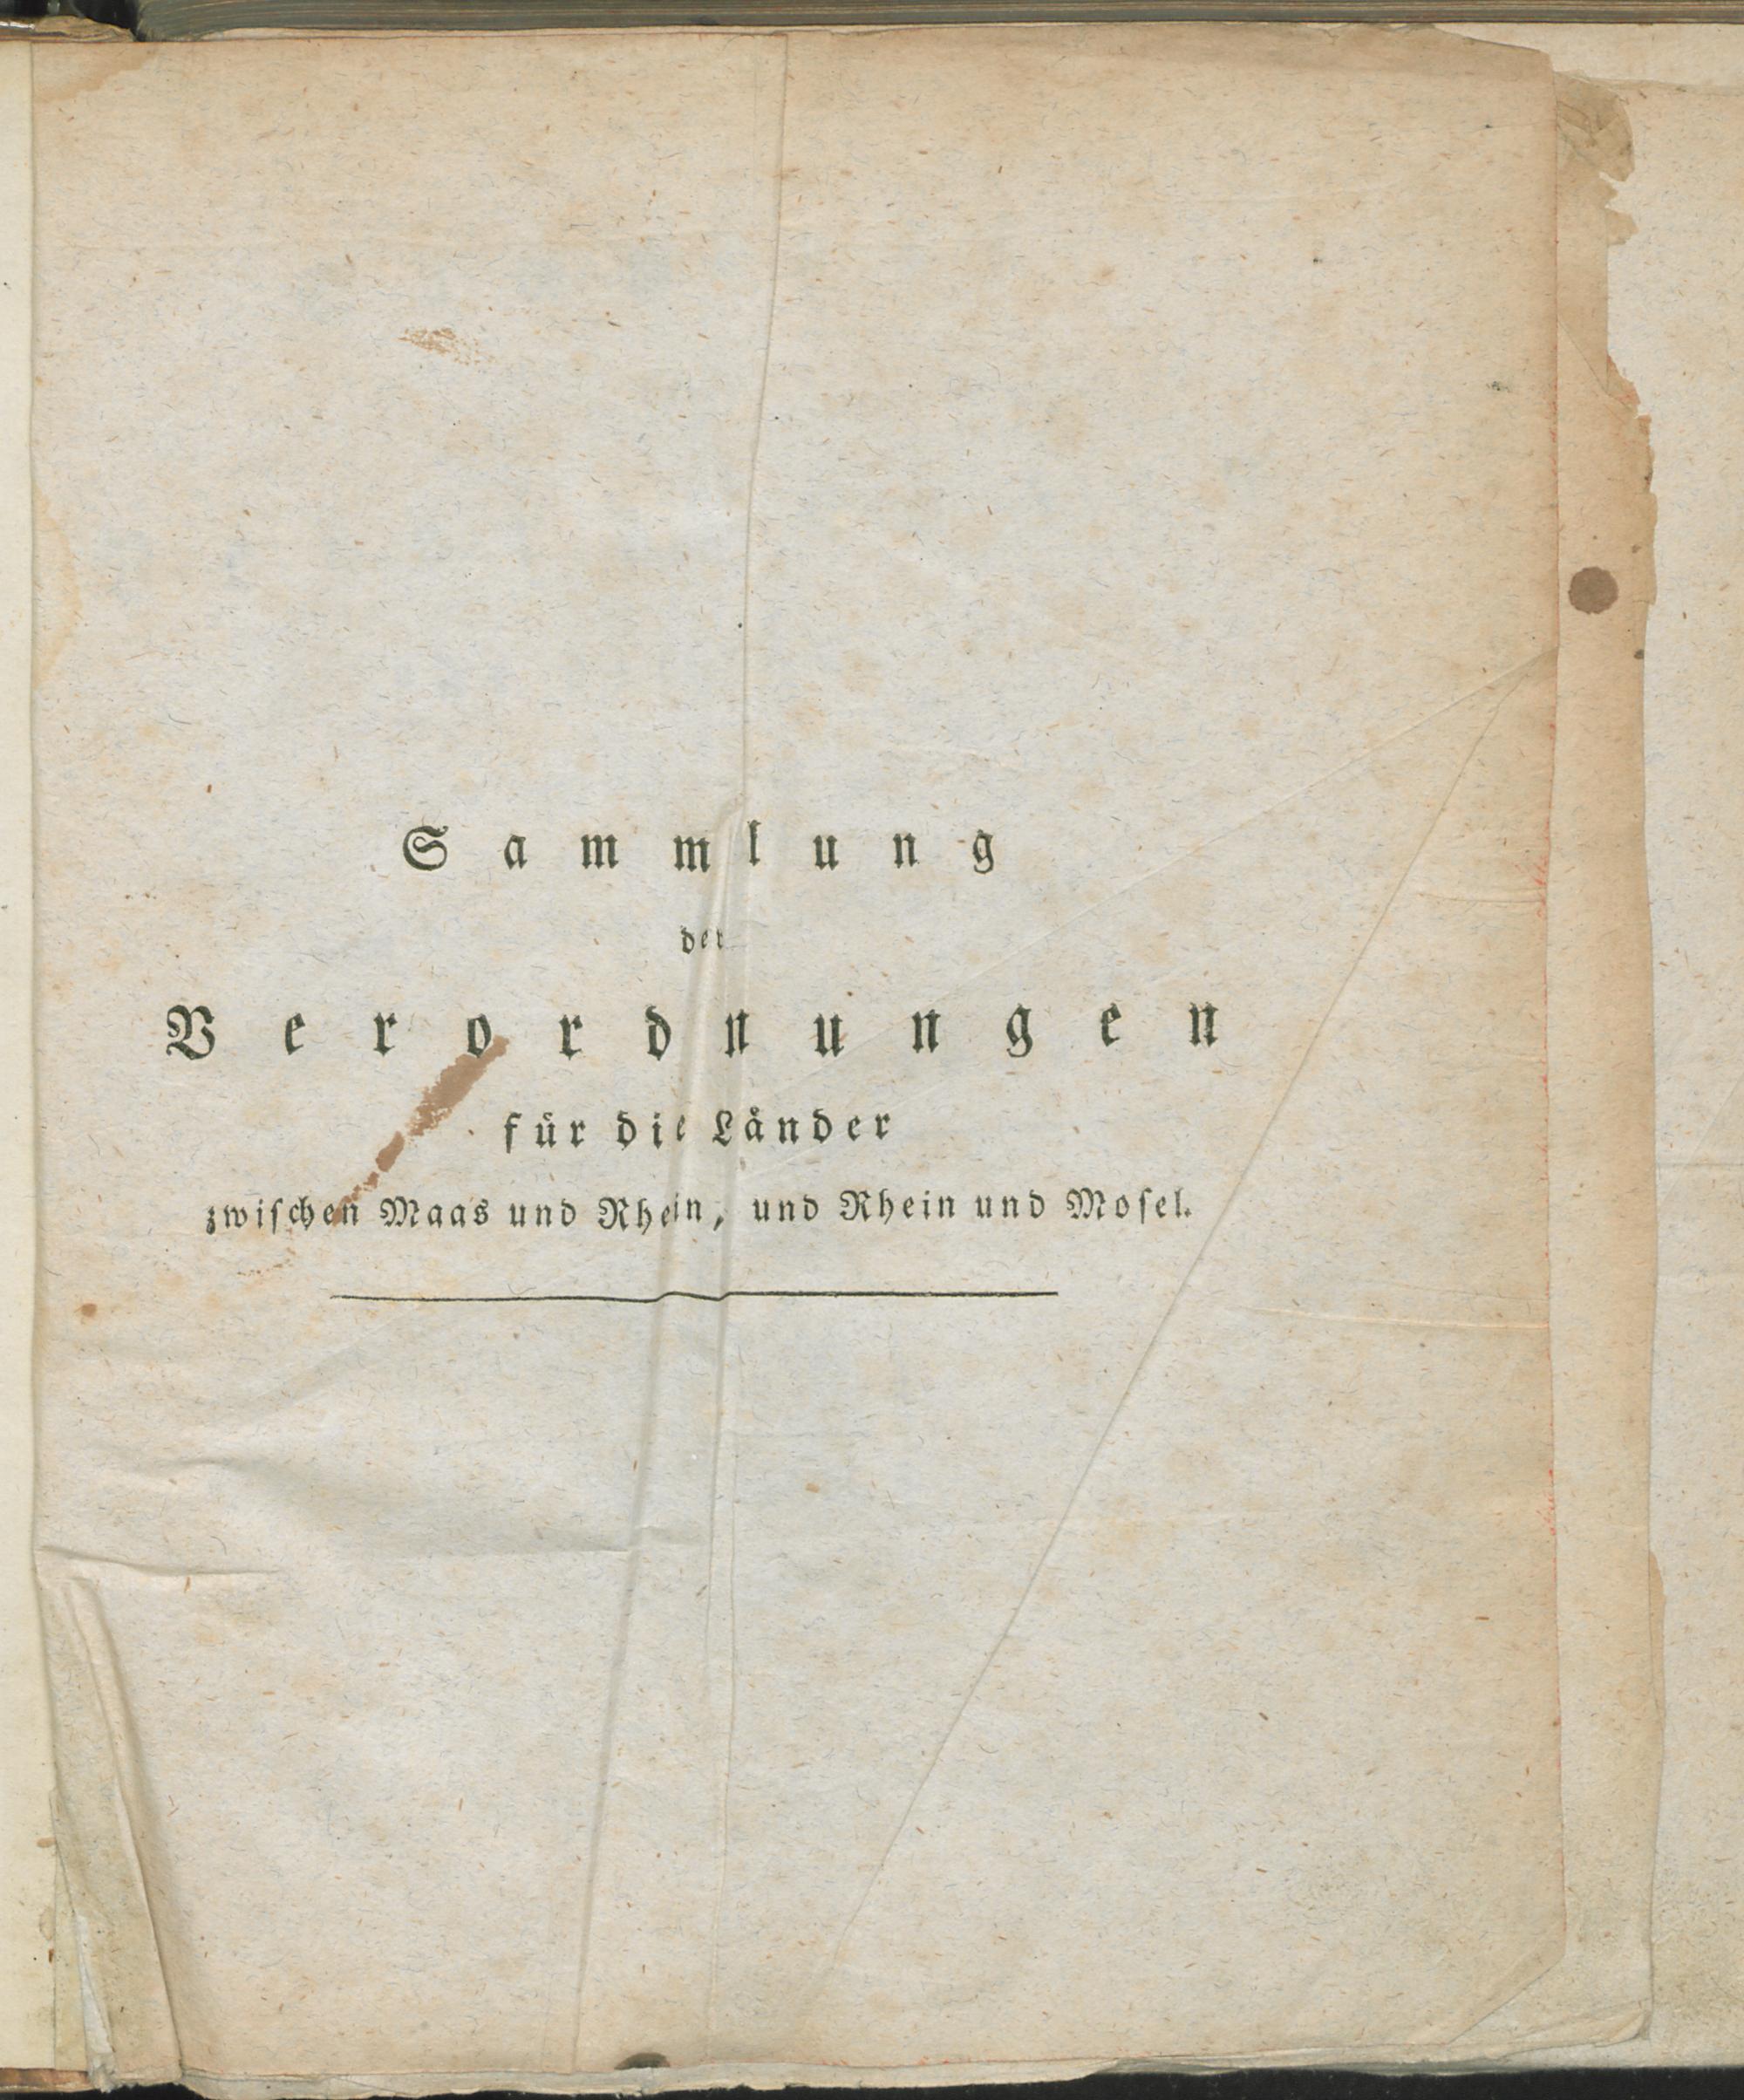 Sammlung
der
Verordnungen
für die Länder
zwiſchen Maas und Rhein, und Rhein und Moſel.